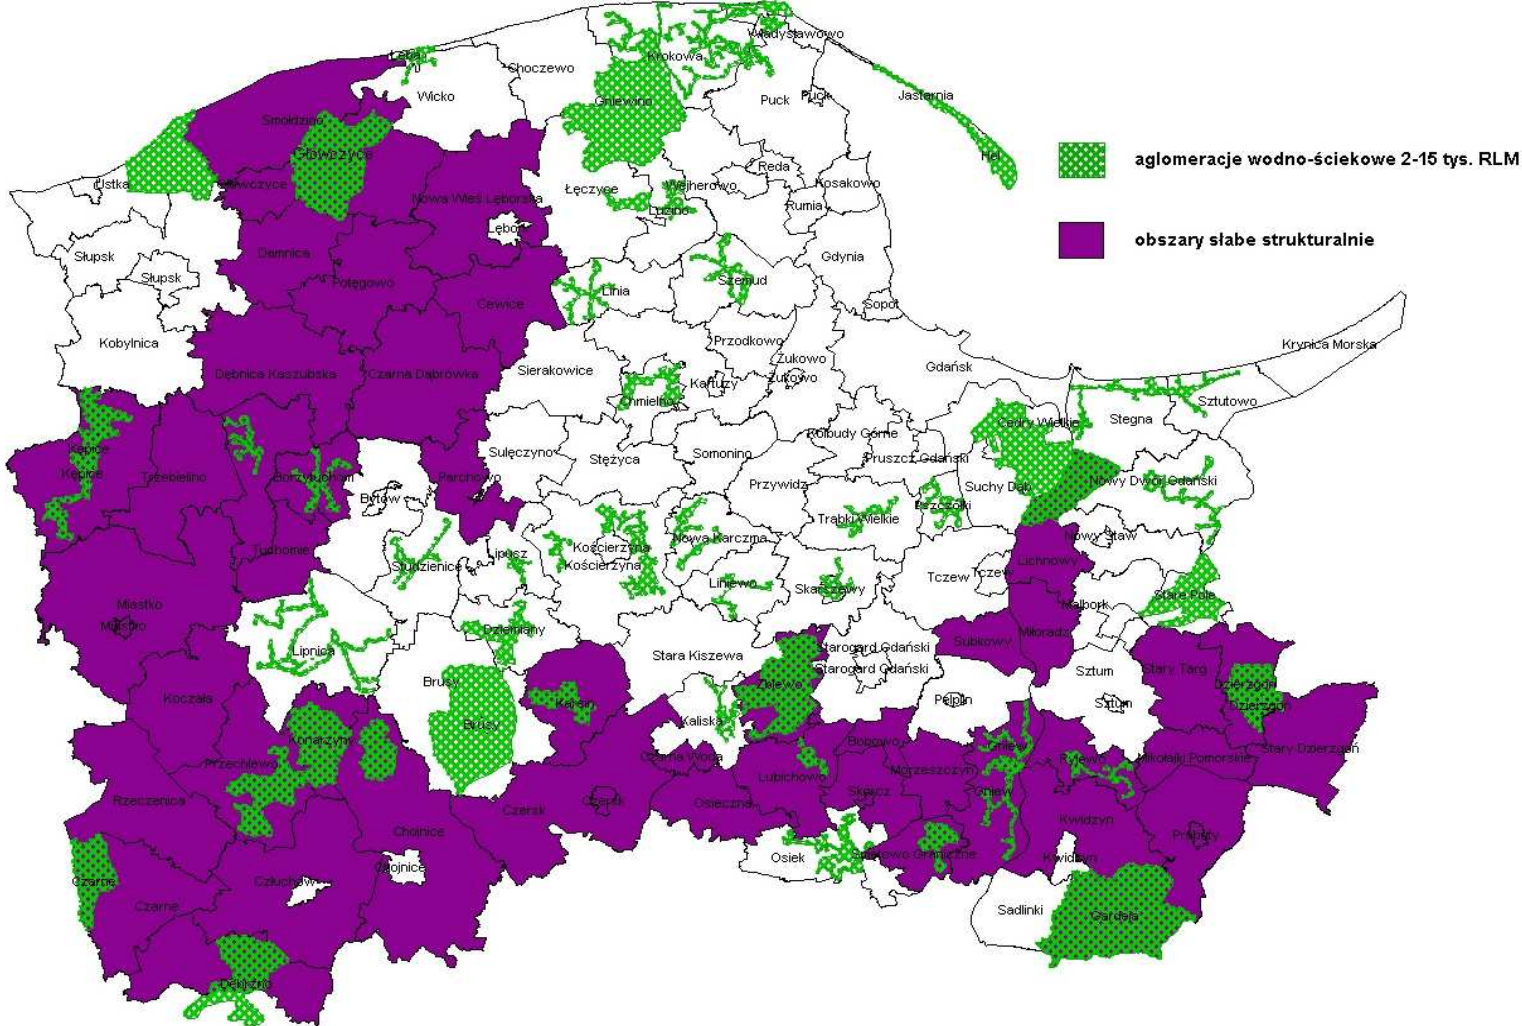 Władysławowo
Łeba
Choczewo
Krokowa
Wicko
Gniewino
Puck
Puck
Jastarnia
Smołdzino
Główczyce
Hel
aglomeracje wodno-ściekowe 2-15 tys. RLM
Ustka
Główczyce
Nowa Wieś Lęborska
Łęczyce
Wejherowo
Reda
Kosakowo
Luzino
Rumia
Lębork
obszary słabe strukturalnie
Słupsk
Damnica
Gdynia
Słupsk
Potęgowo
Linia
Szemud
Cewice
Sopot
Kobylnica
Przodkowo
Krynica Morska
Żukowo
Sierakowice
Gdańsk
Dębnica Kaszubska
Czarna Dąbrówka
Kartuzy
Żukowo
Chmielno
Sztutowo
Stegna
Cedry Wielkie
Kolbudy Górne
Kępice
Sulęczyno
Stężyca
Somonino
Pruszcz Gdański
Kępice
Trzebielino
Borzytuchom
Parchowo
Przywidz
Suchy Dąb
Nowy Dwór Gdański
Bytów
Pszczółki
Trąbki Wielkie
Nowy Staw
Tuchomie
Lipusz
Kościerzyna
Nowa Karczma
Studzienice
Kościerzyna
Lichnowy
Liniewo
Skarszewy
Tczew
Tczew
Stare Pole
Miastko
Malbork
Miastko
Dziemiany
Miłoradz
Subkowy
Lipnica
Stara Kiszewa
Starogard Gdański
Starogard Gdański
Sztum
Stary Targ
Brusy
Zblewo
Dzierzgoń
Koczała
Karsin
Pelplin
Sztum
Dzierzgoń
Brusy
Kaliska
Konarzyny
Bobowo
Gniew
Stary Dzierzgoń
Przechlewo
Czarna Woda
Ryjewo
Mikołajki Pomorskie
Lubichowo
Morzeszczyn
Rzeczenica
Czersk
Czersk
Osieczna
Skórcz
Gniew
Kwidzyn
Chojnice
Prabuty
Osiek
Smętowo Graniczne
Kwidzyn
Chojnice
Czarne
Człuchów
Czarne
Sadlinki
Gardeja
Debrzno